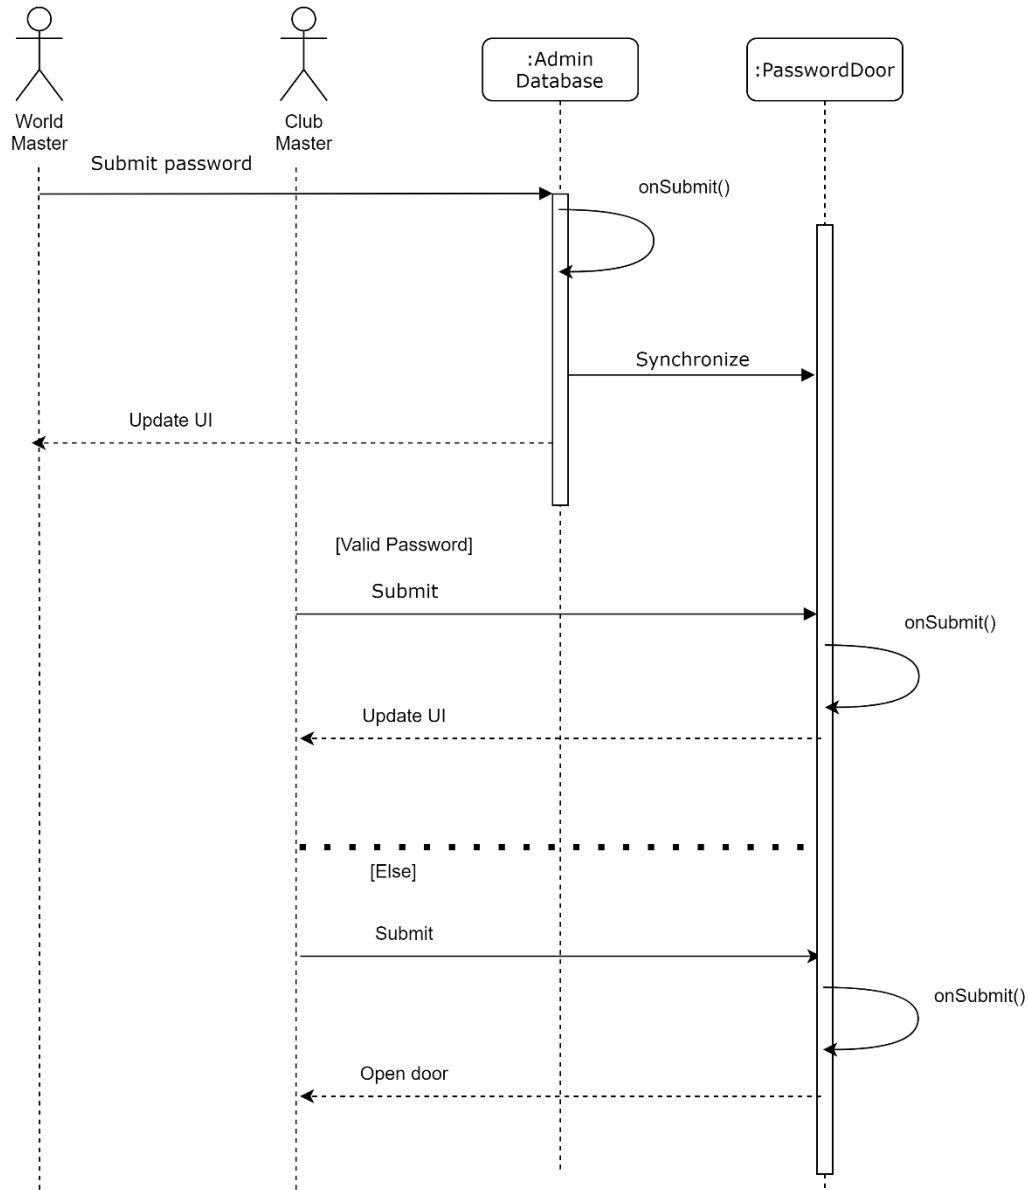 World
Master
Club
Master
:Admin
Database
:PasswordDoor
Submit password
onSubmit()
Synchronize
Update UI
[Valid Password]
Submit
onSubmit()
Update UI
[Else]
Submit
onSubmit()
Open door